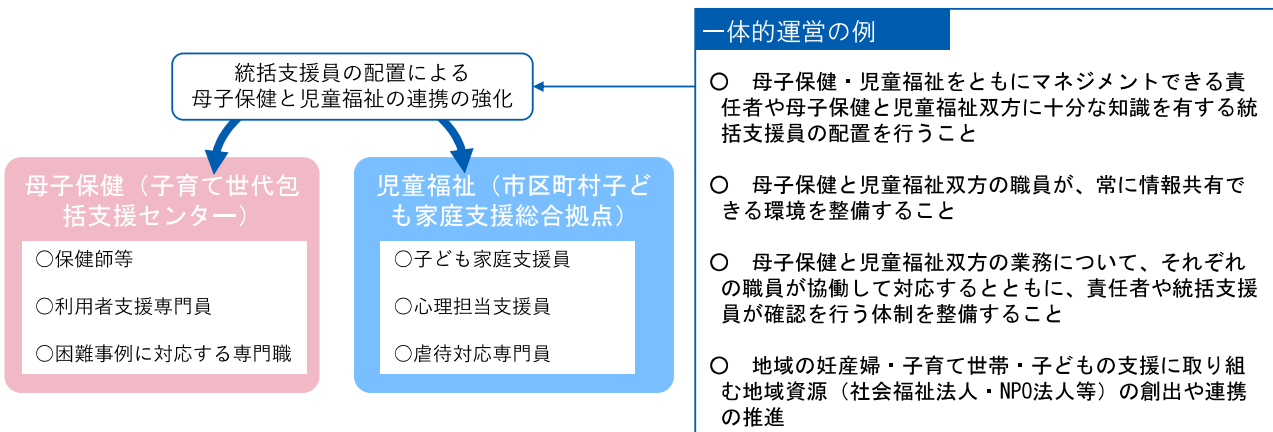 統括支援員の配置による
母子保健と児童福祉の連携の強化
母子保健（子育て世代包
括支援センター）
○保健師等
○利用者支援専門員
○困難事例に対応する専門職
児童福祉（市区町村子ど
も家庭支援総合拠点）
○子ども家庭支援員
○心理担当支援員
○虐待対応専門員
一体的運営の例
○　母子保健・児童福祉をともにマネジメントできる責
任者や母子保健と児童福祉双方に十分な知識を有する統
括支援員の配置を行うこと
○　母子保健と児童福祉双方の職員が、常に情報共有で
きる環境を整備すること
○　母子保健と児童福祉双方の業務について、それぞれ
の職員が協働して対応するとともに、責任者や統括支援
員が確認を行う体制を整備すること
○　地域の妊産婦・子育て世帯・子どもの支援に取り組
む地域資源（社会福祉法人・NPO法人等）の創出や連携
の推進